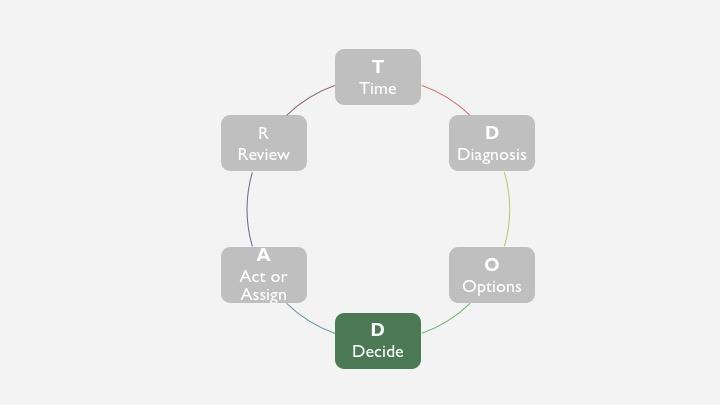 T
Time
D
Diagnosis
O
Options
D
Decide
A
Act or
Assign
R
Review